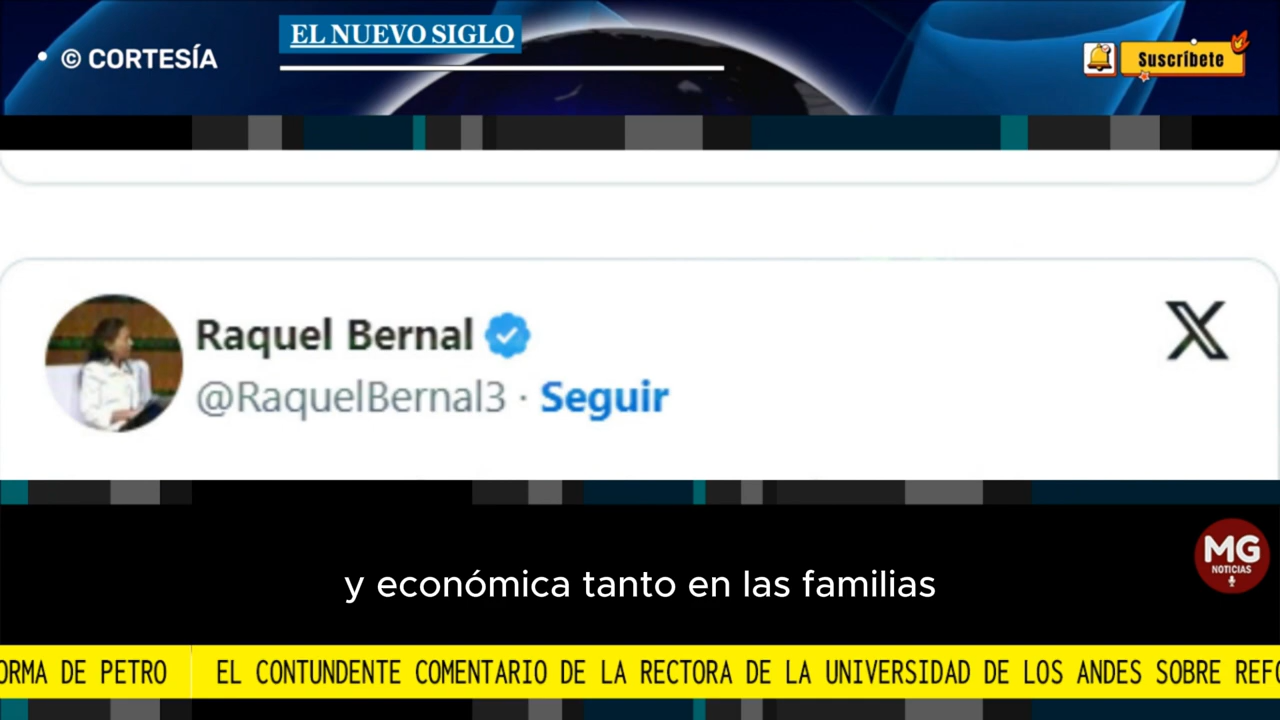 © CORTESÍA
EL NUEVO SIGLO
Suscríbete
Raquel Bernal
@RaquelBernal3 · Seguir
y económica tanto en las familias
MG
NOTICIAS
ORMA DE PETRO EL CONTUNDENTE COMENTARIO DE LA RECTORA DE LA UNIVERSIDAD DE LOS ANDES SOBRE REFO